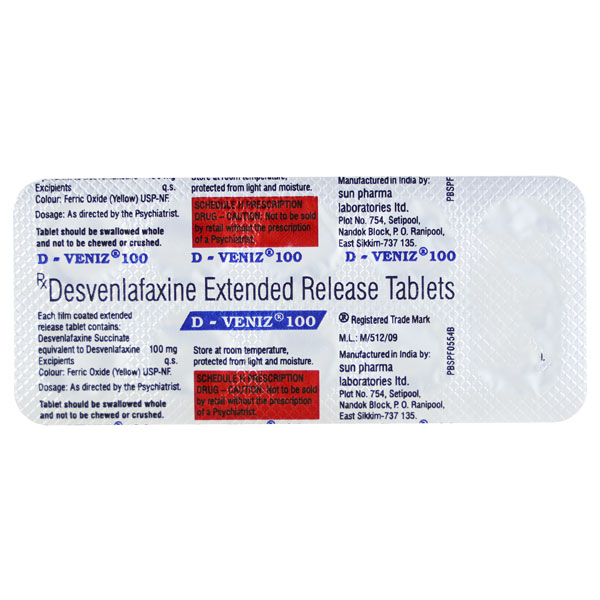 Excipients q.s.
Colour: Ferric Oxide (Yellow) USP-NF.
Dosage: As directed by the Psychiatrist.
Tablet should be swallowed whole
and not to be chewed or crushed.
D - VENIZ® 100
Store at room temperature,
protected from light and moisture.
SCHEDULE H PRESCRIPTION
DRUG – CAUTION: Not to be sold
by retail without the prescription
of a Psychiatrist.
D - VENIZ® 100
Manufactured in India by:
sun pharma
laboratories ltd.
Plot No. 754, Setipool,
Nandok Block, P. O. Ranipool,
East Sikkim-737 135.
D - VENIZ® 100
PBSPF
Rx Desvenlafaxine Extended Release Tablets
Each film coated extended
release tablet contains:
Desvenlafaxine Succinate
equivalent to Desvenlafaxine 100 mg
Excipients q.s.
Colour: Ferric Oxide (Yellow) USP-NF.
Dosage: As directed by the Psychiatrist.
Tablet should be swallowed whole
and not to be chewed or crushed.
D - VENIZ® 100
Store at room temperature,
protected from light and moisture.
SCHEDULE H PRESCRIPTION
DRUG – CAUTION: Not to be sold
by retail without the prescription
of a Psychiatrist.
® Registered Trade Mark
M.L.: M/512/09
Manufactured in India by:
sun pharma
laboratories ltd.
Plot No. 754, Setipool,
Nandok Block, P. O. Ranipool,
East Sikkim-737 135.
PBSPF0554B